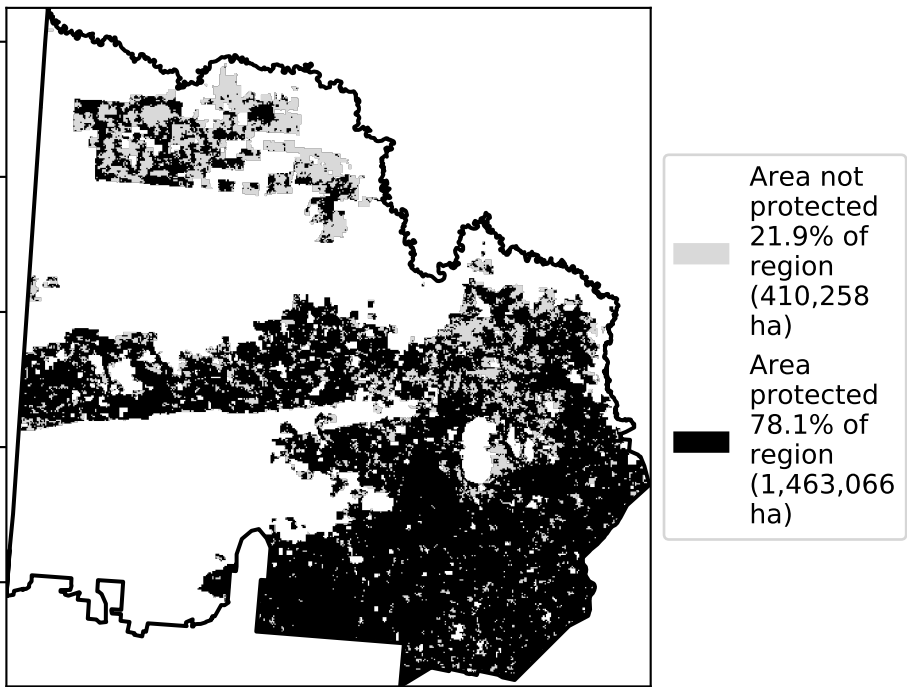 Area not
protected
21.9% of
region
(410,258
ha)
Area
protected
78.1% of
region
(1,463,066
ha)